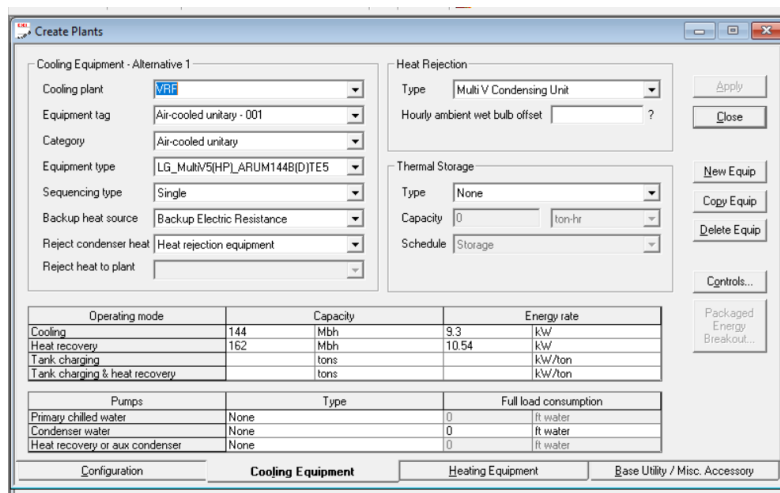 Create Plants
Cooling Equipment - Alternative 1
Cooling plant VRF
Equipment tag Air-cooled unitary - 001
Category Air-cooled unitary
Equipment type LG_MultiV5(HP)_ARUM144B(D)TE5
Sequencing type Single
Backup heat source Backup Electric Resistance
Reject condenser heat Heat rejection equipment
Reject heat to plant
Heat Rejection
Type Multi V Condensing Unit
Hourly ambient wet bulb offset ?
Thermal Storage
Type None
Capacity 0 ton-hr
Schedule Storage
Apply
Close
New Equip
Copy Equip
Delete Equip
Controls...
Packaged
Energy
Breakout...
Operating mode Capacity Energy rate
Cooling 144 Mbh 9.3 kW
Heat recovery 162 Mbh 10.54 kW
Tank charging tons kW/ton
Tank charging & heat recovery tons kW/ton
Pumps Type Full load consumption
Primary chilled water None 0 ft water
Condenser water None 0 ft water
Heat recovery or aux condenser None 0 ft water
Configuration Cooling Equipment Heating Equipment Base Utility / Misc. Accessory